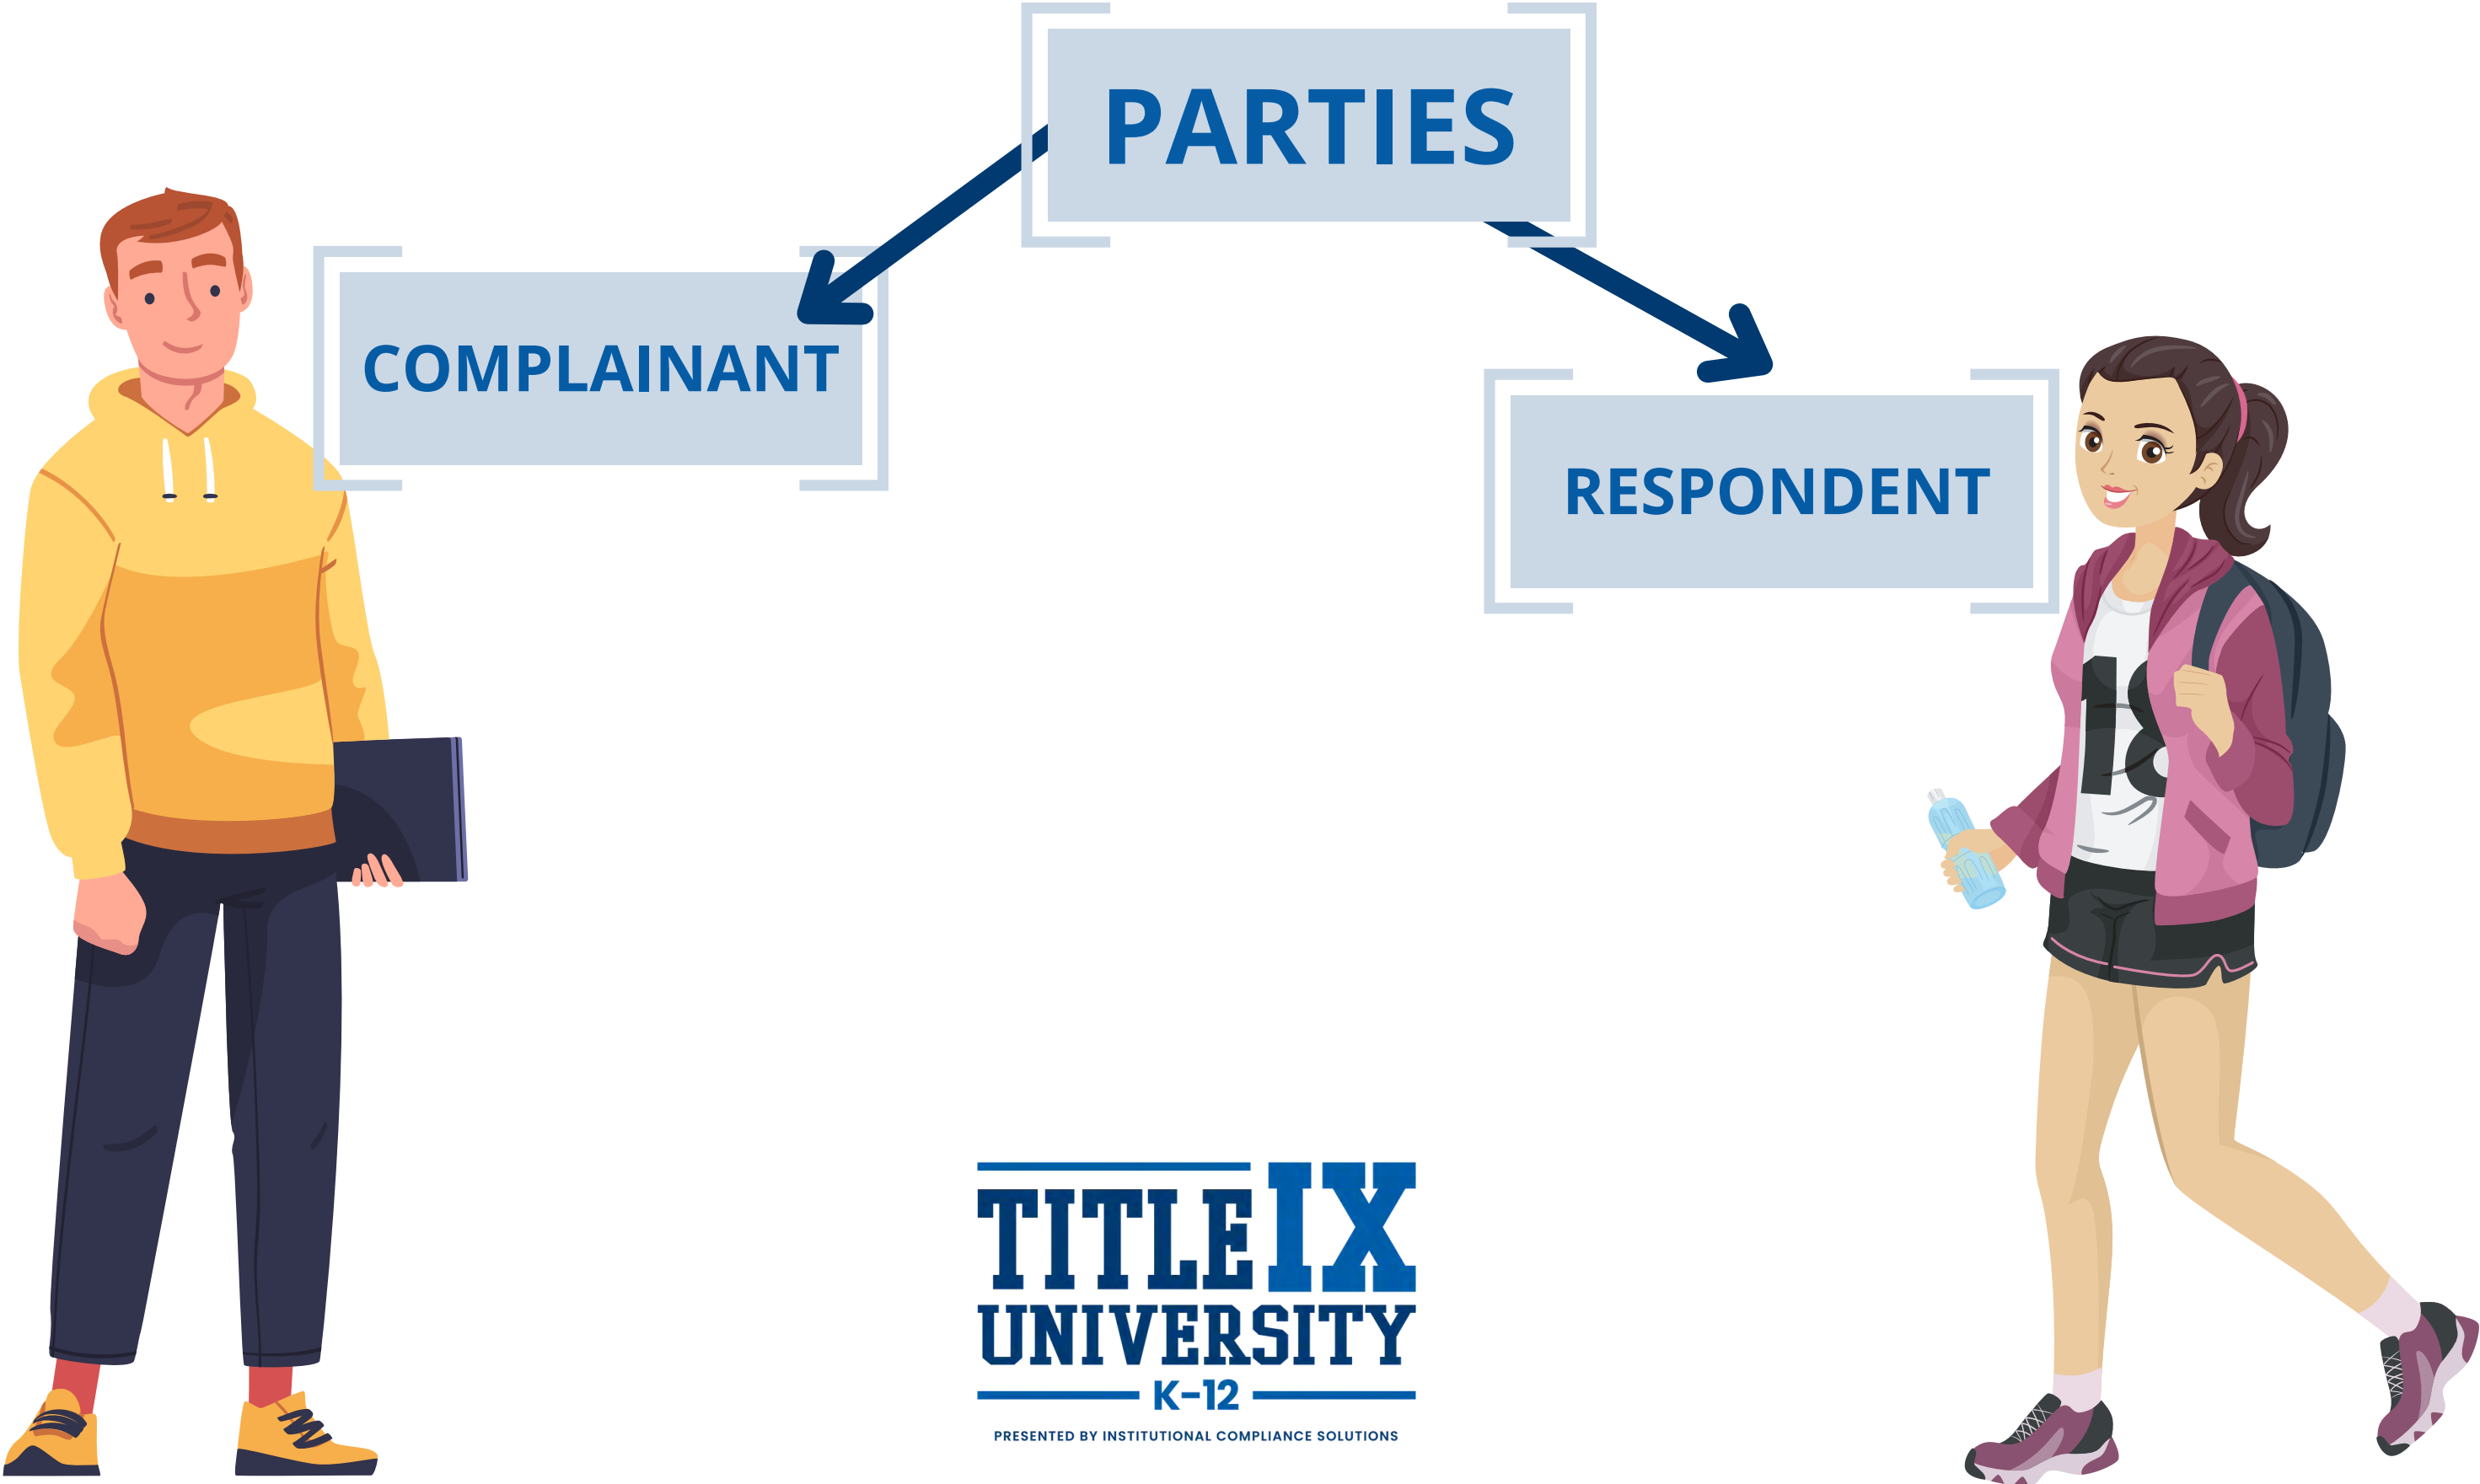 PARTIES
COMPLAINANT
RESPONDENT
18
TITLE IX
UNIVERSITY
K-12
PRESENTED BY INSTITUTIONAL COMPLIANCE SOLUTIONS